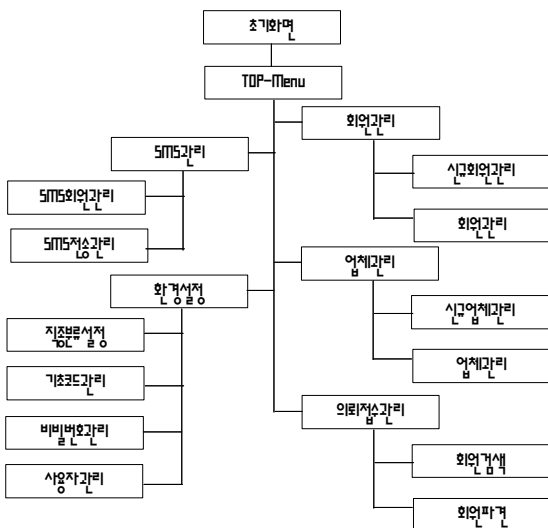 초기화면
TOP-Menu
회원관리
SMS관리
신규회원관리
SMS회원관리
회원관리
SMS전송관리
업체관리
환경설정
신규업체관리
직종분류설정
업체관리
기초코드관리
의뢰접수관리
비밀번호관리
회원검색
사용자관리
회원파견